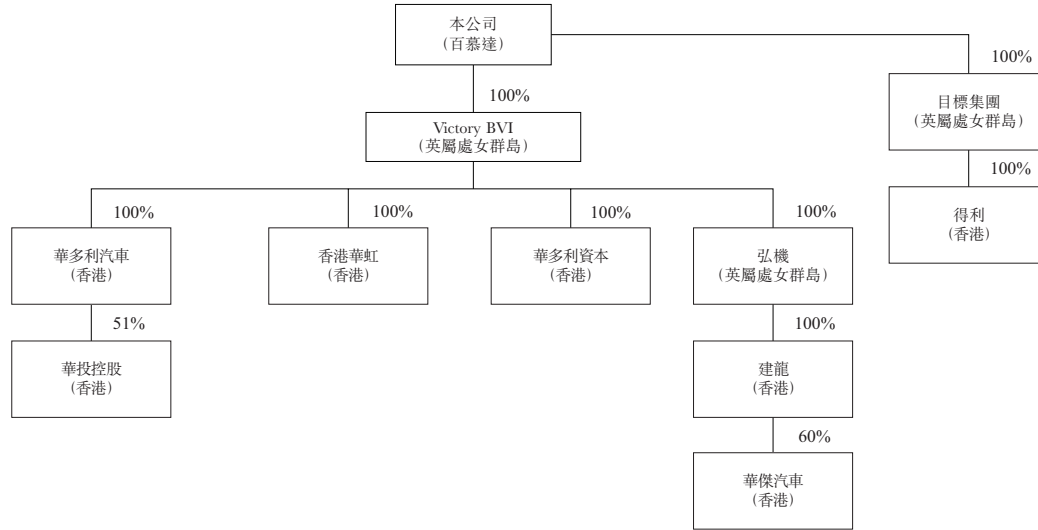 本公司
（百慕達）
100%
100%
目標集團
（英屬處女群島）
Victory BVI
（英屬處女群島）
100%
100%
100%
100%
100%
得利
（香港）
華多利汽車
（香港）
香港華虹
（香港）
華多利資本
（香港）
弘機
（英屬處女群島）
51%
100%
華投控股
（香港）
建龍
（香港）
60%
華傑汽車
（香港）